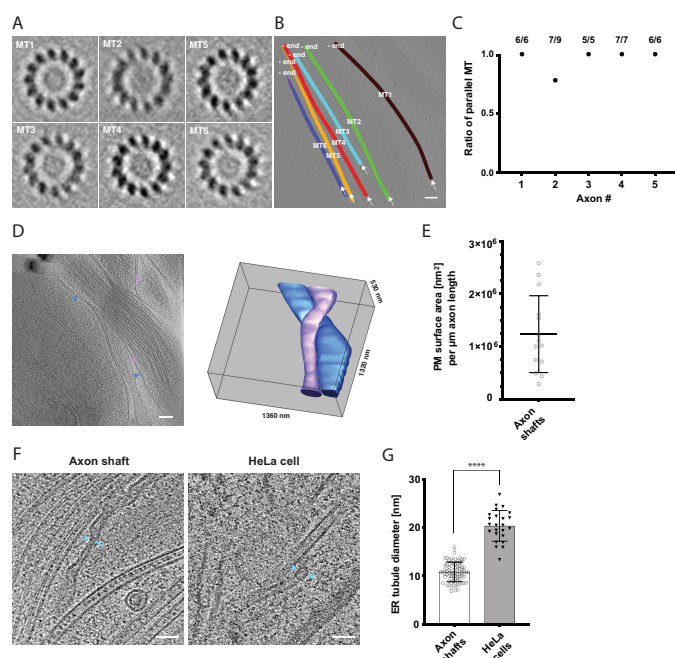 A
MT1
MT2
MT5
MT3
MT4
MT6
B
- end
- end
- end
- end
- end
MT1
MT2
MT3
MT4
MT6
MT5
C
6/6 7/9 5/5 7/7 6/6
Ratio of parallel MT
1.0
0.5
0.0
1 2 3 4 5
Axon #
D
530 nm
1320 nm
1360 nm
E
PM surface area [nm²]
per µm axon length
3×10⁶
2×10⁶
1×10⁶
0
Axon
shafts
F
Axon shaft
HeLa cell
G
ER tubule diameter [nm]
****
30
20
10
0
Axon
shafts
HeLa
cells